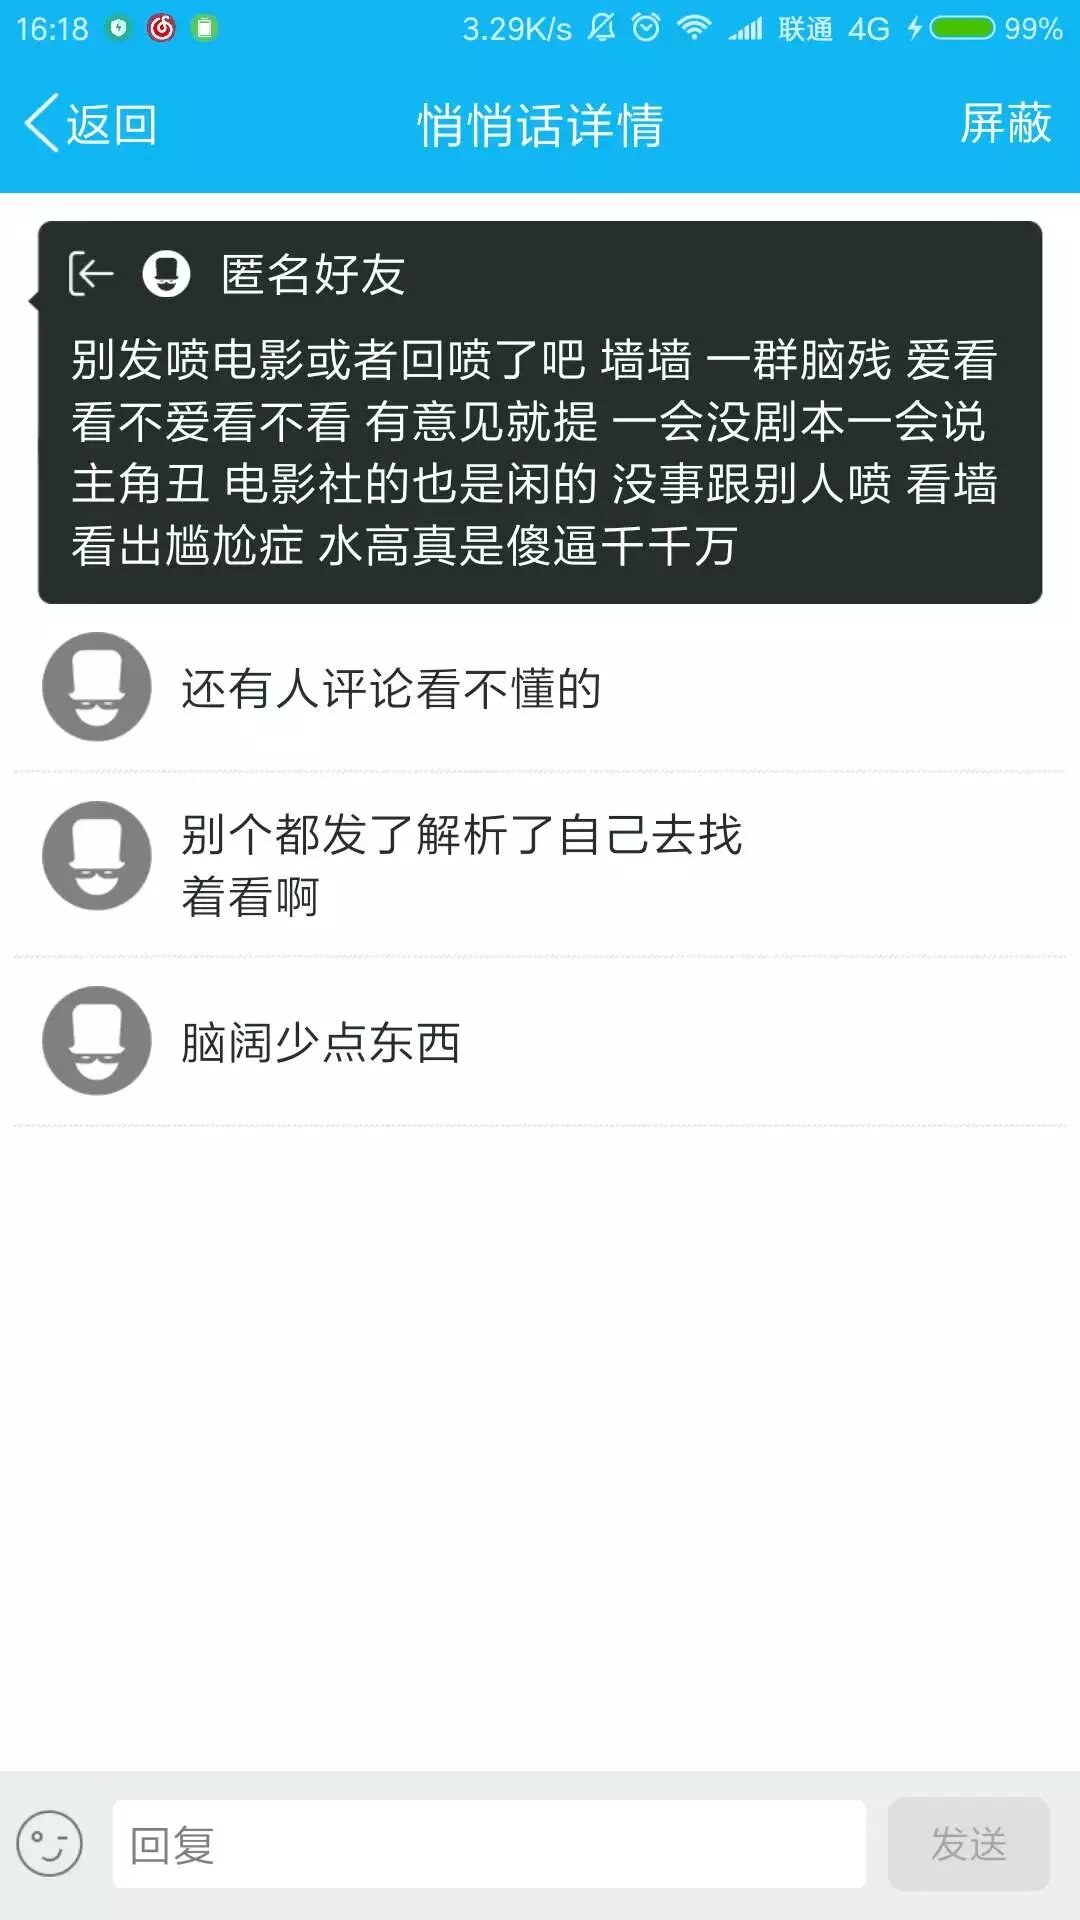 16:18 3.29K/s 联通 4G 99%
返回 悄悄话详情 屏蔽
匿名好友
别发喷电影或者回喷了吧 墙墙 一群脑残 爱看
看不爱看不看 有意见就提 一会没剧本一会说
主角丑 电影社的也是闲的 没事跟别人喷 看墙
看出尴尬症 水高真是傻逼千千万
还有人评论看不懂的
别个都发了解析了自己去找
着看啊
脑阔少点东西
回复 发送